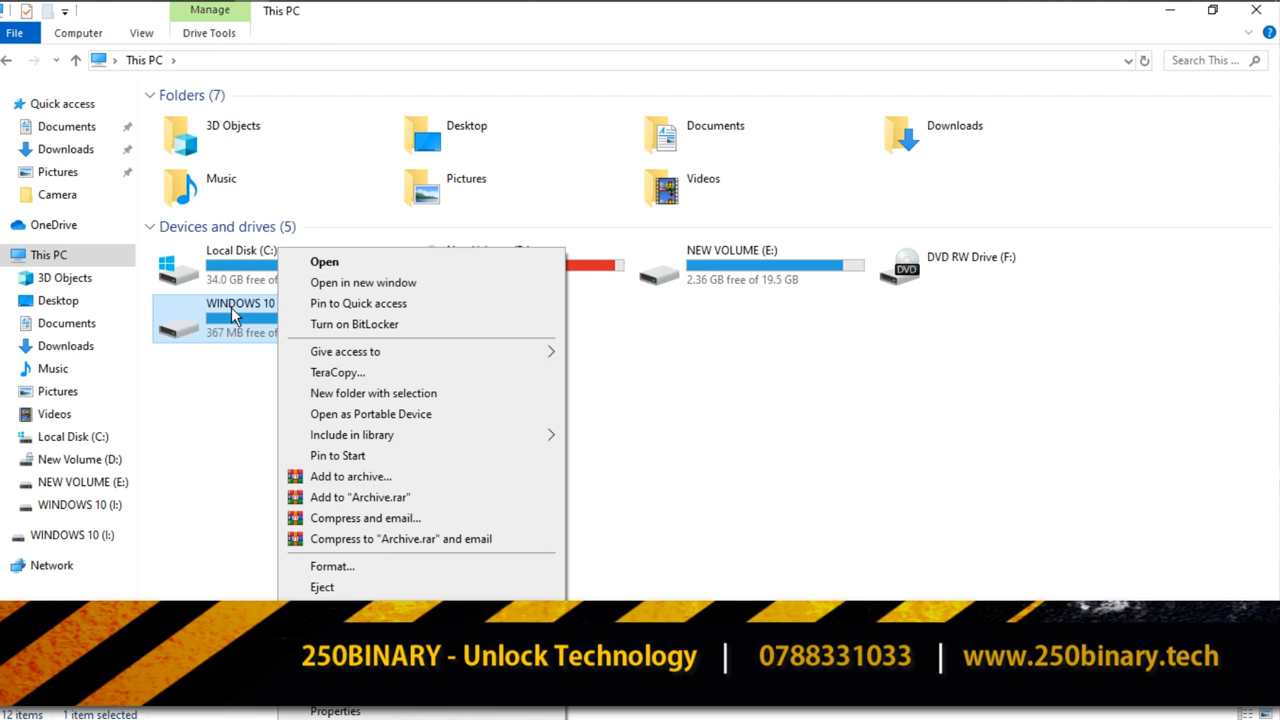 Manage
This PC
File
Computer
View
Drive Tools
This PC
Search This ...
Quick access
Documents
Downloads
Pictures
Camera
OneDrive
This PC
3D Objects
Desktop
Documents
Downloads
Music
Pictures
Videos
Local Disk (C:)
New Volume (D:)
NEW VOLUME (E:)
WINDOWS 10 (I:)
WINDOWS 10 (I:)
Network
Folders (7)
3D Objects
Desktop
Documents
Downloads
Music
Pictures
Videos
Devices and drives (5)
Local Disk (C:)
34.0 GB free of
NEW VOLUME (E:)
2.36 GB free of 19.5 GB
DVD
DVD RW Drive (F:)
WINDOWS 10
367 MB free of
Open
Open in new window
Pin to Quick access
Turn on BitLocker
Give access to
TeraCopy...
New folder with selection
Open as Portable Device
Include in library
Pin to Start
Add to archive...
Add to "Archive.rar"
Compress and email...
Compress to "Archive.rar" and email
Format...
Eject
250BINARY - Unlock Technology | 0788331033 | www.250binary.tech
Properties
12 items
1 item selected